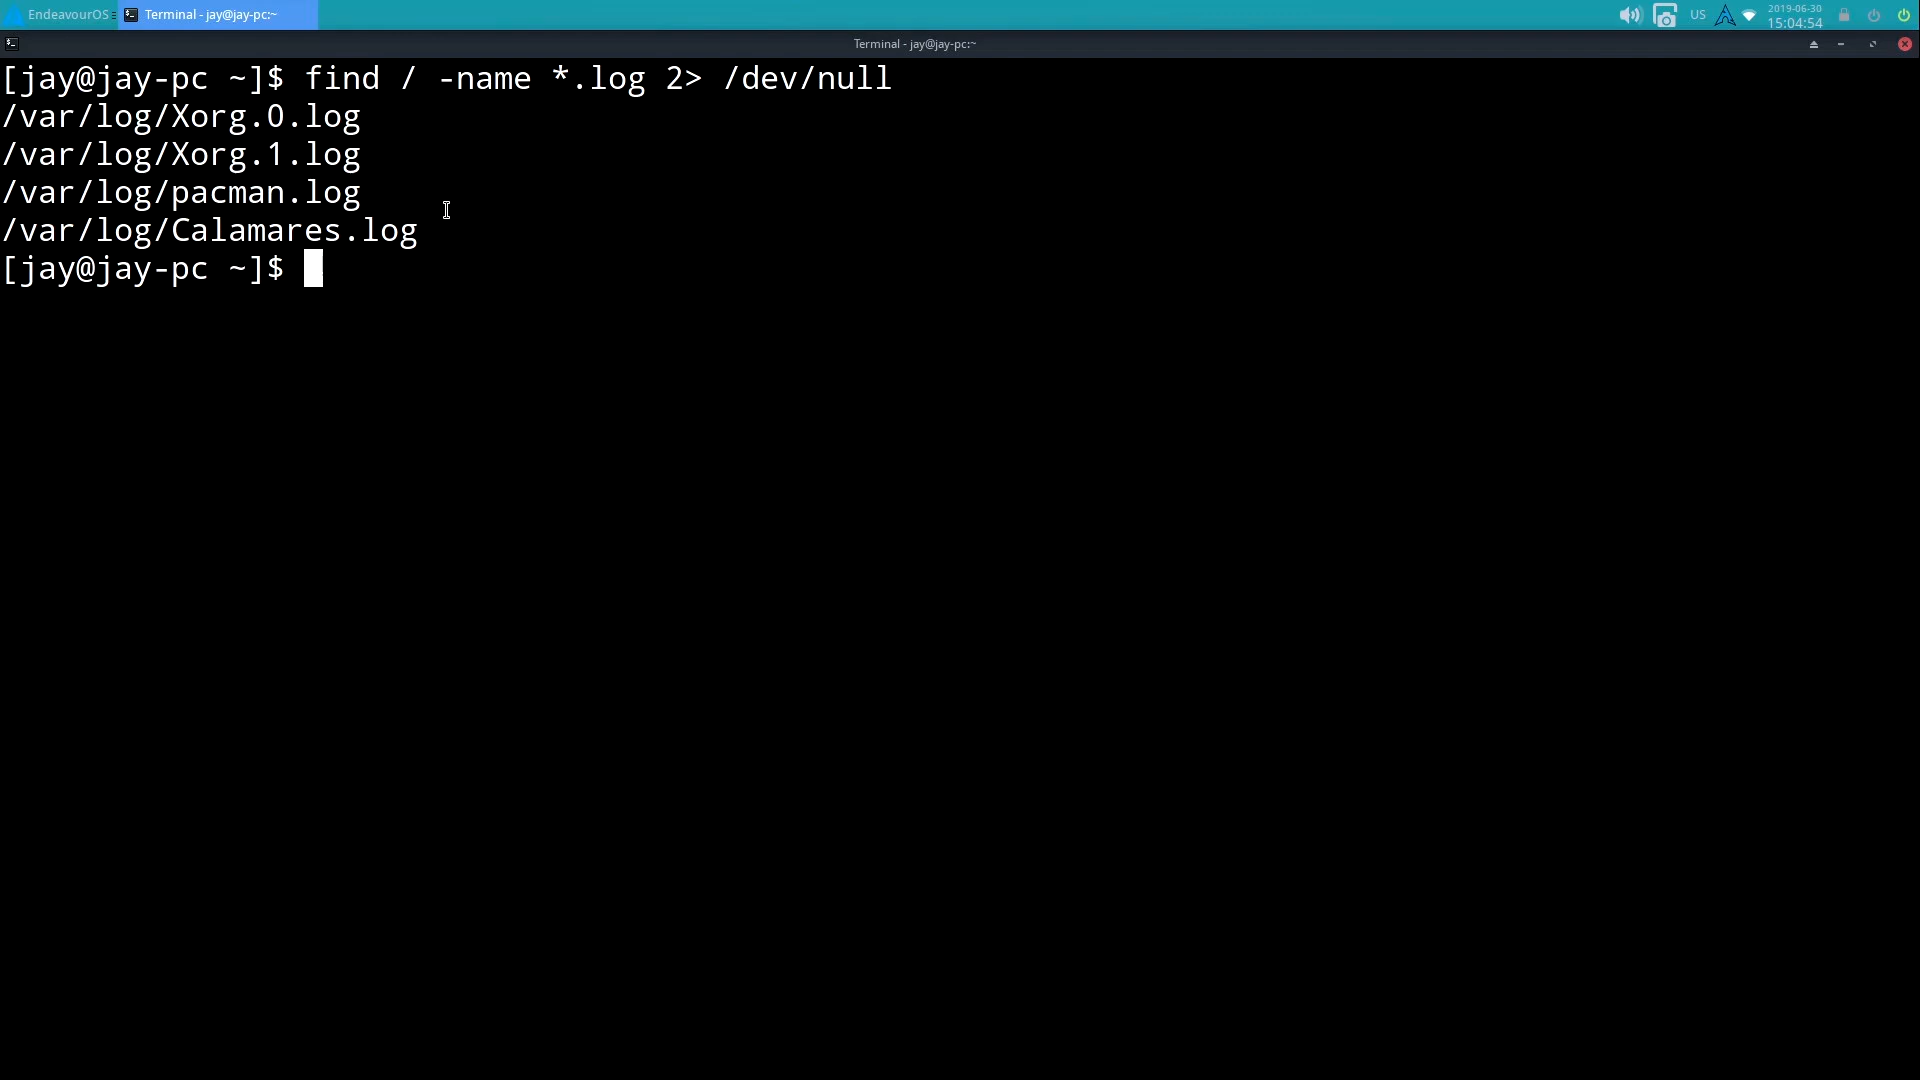 EndeavourOS
Terminal - jay@jay-pc:~
US
2019-06-30
15:04:54
Terminal - jay@jay-pc:~
[jay@jay-pc ~]$ find / -name *.log 2> /dev/null
/var/log/Xorg.0.log
/var/log/Xorg.1.log
/var/log/pacman.log
/var/log/Calamares.log
[jay@jay-pc ~]$